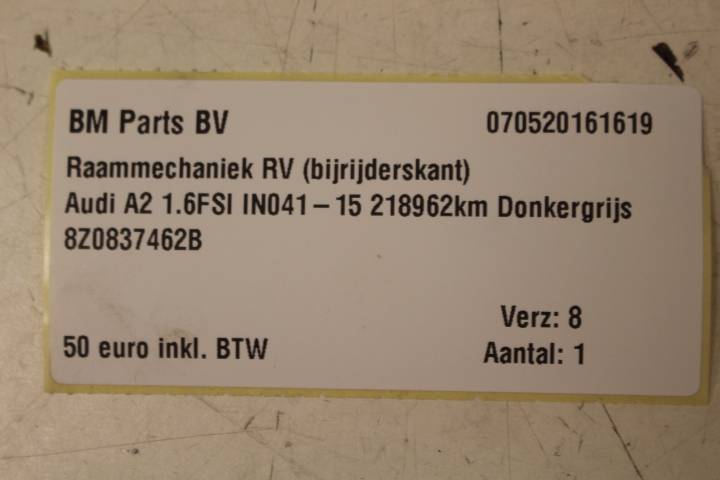 BM Parts BV 070520161619
Raammechaniek RV (bijrijderskant)
Audi A2 1.6FSI IN041-15 218962km Donkergrijs
8Z0837462B
Verz: 8
50 euro inkl. BTW Aantal: 1